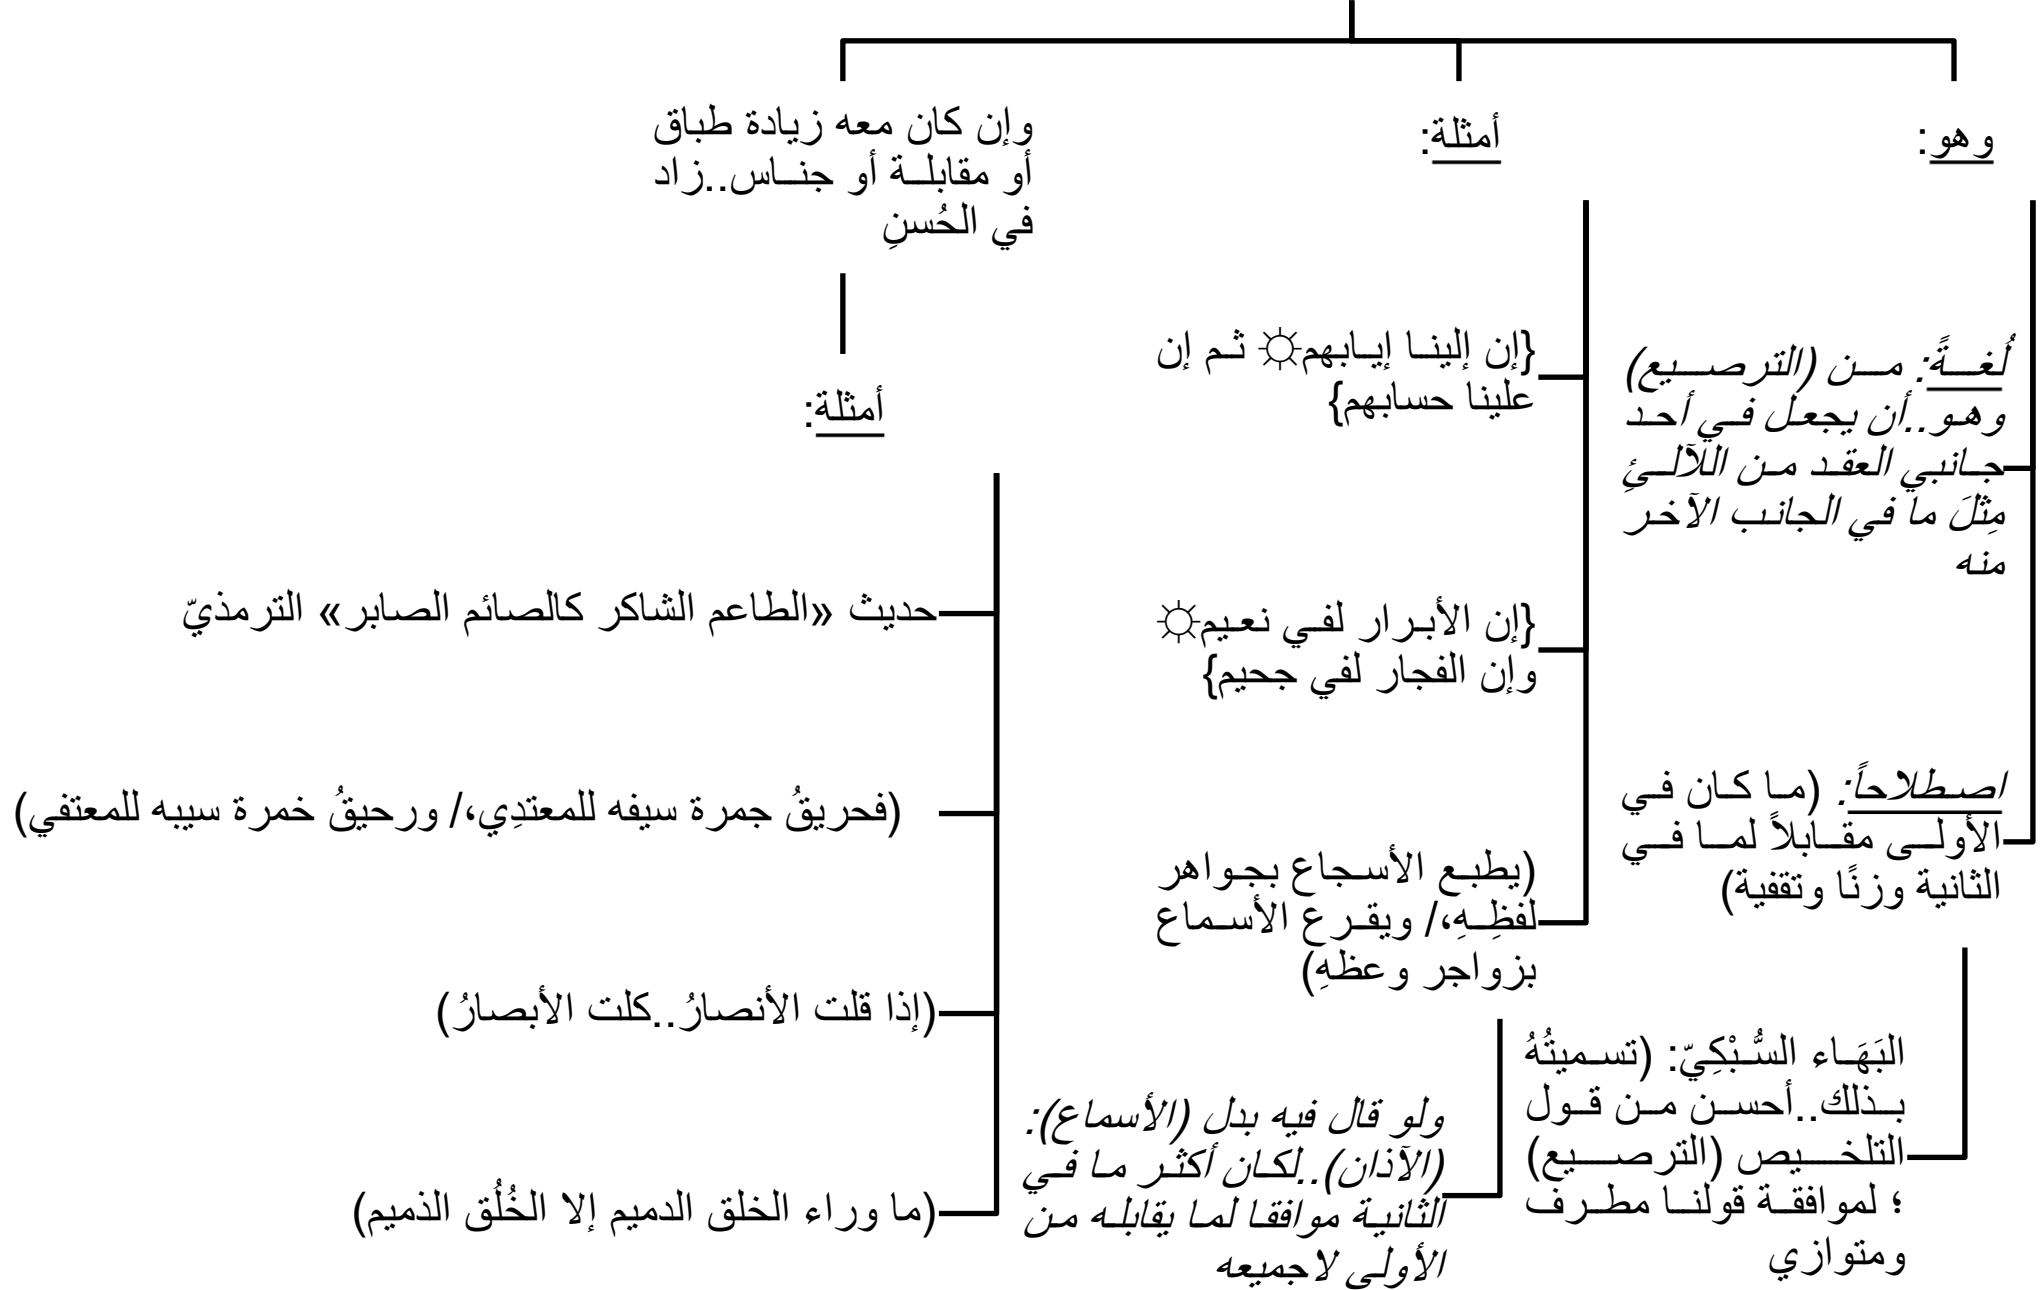 وهو:
لُغةً: من (الترصيع)
وهو..أن يجعل في أحد
جانبي العقد من اللآلئِ
مِثلَ ما في الجانب الآخر
منه
اصطلاحاً: (ما كان في
الأولى مقابلاً لما في
الثانية وزنًا وتقفية)
البَهَاء السُّبْكِيّ: (تسميتُهُ
بذلك..أحسن من قول
التلخيص (الترصيع)
؛ لموافقة قولنا مطرف
ومتوازي
أمثلة:
{إن إلينا إيابهم☼ ثم إن
علينا حسابهم}
{إن الأبرار لفي نعيم☼
وإن الفجار لفي جحيم}
(يطبع الأسجاع بجواهر
لفظِهِ،/ ويقرع الأسماع
بزواجر وعظهِ)
ولو قال فيه بدل (الأسماع):
(الآذان)..لكان أكثر ما في
الثانية موافقا لما يقابله من
الأولى لاجميعه
وإن كان معه زيادة طباق
أو مقابلة أو جناس..زاد
في الحُسنِ
أمثلة:
حديث «الطاعم الشاكر كالصائم الصابر» الترمذيّ
(فحريقُ جمرة سيفه للمعتدِي،/ ورحيقُ خمرة سيبه للمعتفي)
(إذا قلت الأنصارُ..كلت الأبصارُ)
(ما وراء الخلق الدميم إلا الخُلُق الذميم)